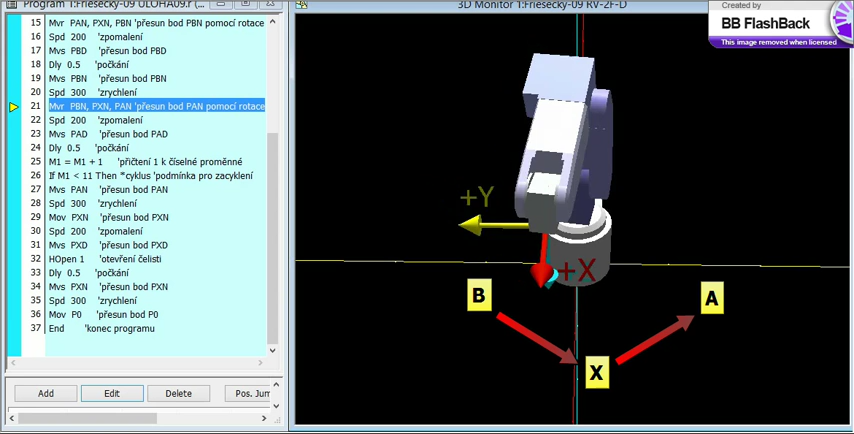 Program 1:Friesecky-09 ULOHA09.r (...
15 Mvr PAN, PXN, PBN 'přesun bod PBN pomocí rotace
16 Spd 200 'zpomalení
17 Mvs PBD 'přesun bod PBD
18 Dly 0.5 'počkání
19 Mvs PBN 'přesun bod PBN
20 Spd 300 'zrychlení
21 Mvr PBN, PXN, PAN 'přesun bod PAN pomocí rotace
22 Spd 200 'zpomalení
23 Mvs PAD 'přesun bod PAD
24 Dly 0.5 'počkání
25 M1 = M1 + 1 'přičtení 1 k číselné proměnné
26 If M1 < 11 Then *cyklus 'podmínka pro zacyklení
27 Mvs PAN 'přesun bod PAN
28 Spd 300 'zrychlení
29 Mov PXN 'přesun bod PXN
30 Spd 200 'zpomalení
31 Mvs PXD 'přesun bod PXD
32 HOpen 1 'otevření čelisti
33 Dly 0.5 'počkání
34 Mvs PXN 'přesun bod PXN
35 Spd 300 'zrychlení
36 Mov P0 'přesun bod P0
37 End 'konec programu
Add Edit Delete Pos. Jum
3D Monitor 1:Friesecky-09 RV-2F-D
Created by
BB FlashBack
This image removed when licensed
+Y
+X
B
A
X